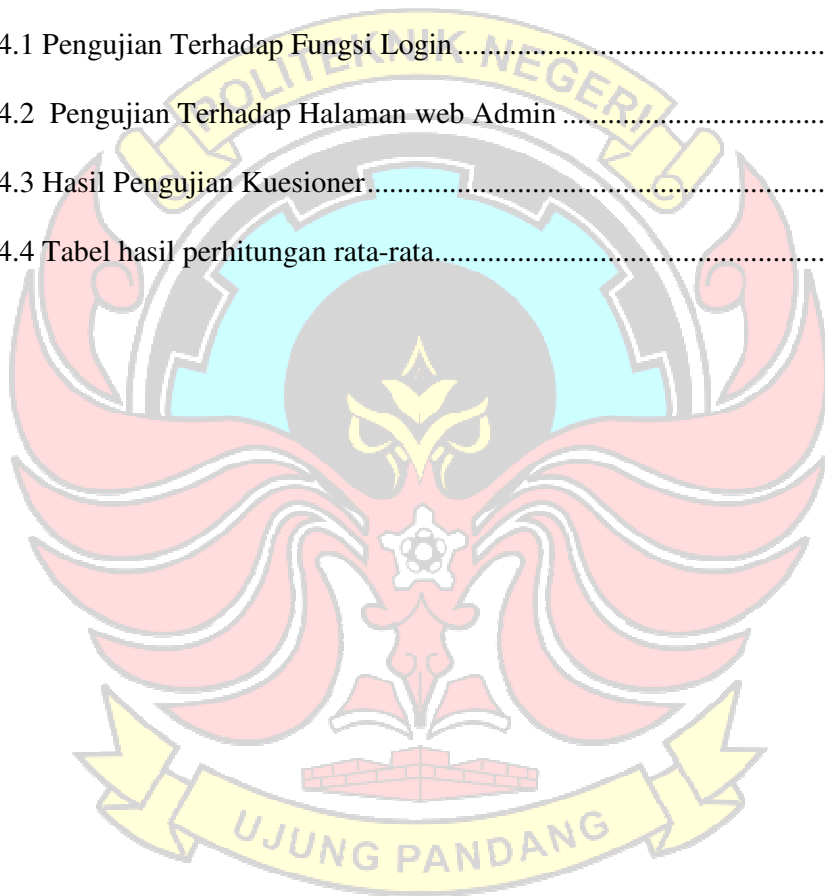 4.1 Pengujian Terhadap Fungsi Login ................................................
4.2  Pengujian Terhadap Halaman web Admin ...................................
4.3 Hasil Pengujian Kuesioner............................................................
4.4 Tabel hasil perhitungan rata-rata...................................................
POLITEKNIK NEGERI
UJUNG PANDANG